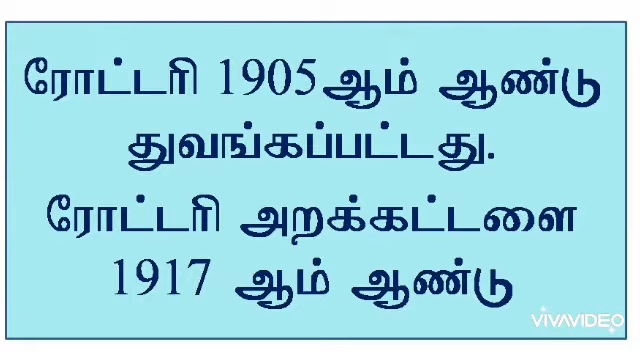 ரோட்டரி 1905ஆம் ஆண்டு
துவங்கப்பட்டது.
ரோட்டரி அறக்கட்டளை
1917 ஆம் ஆண்டு
VIVAVIDEO